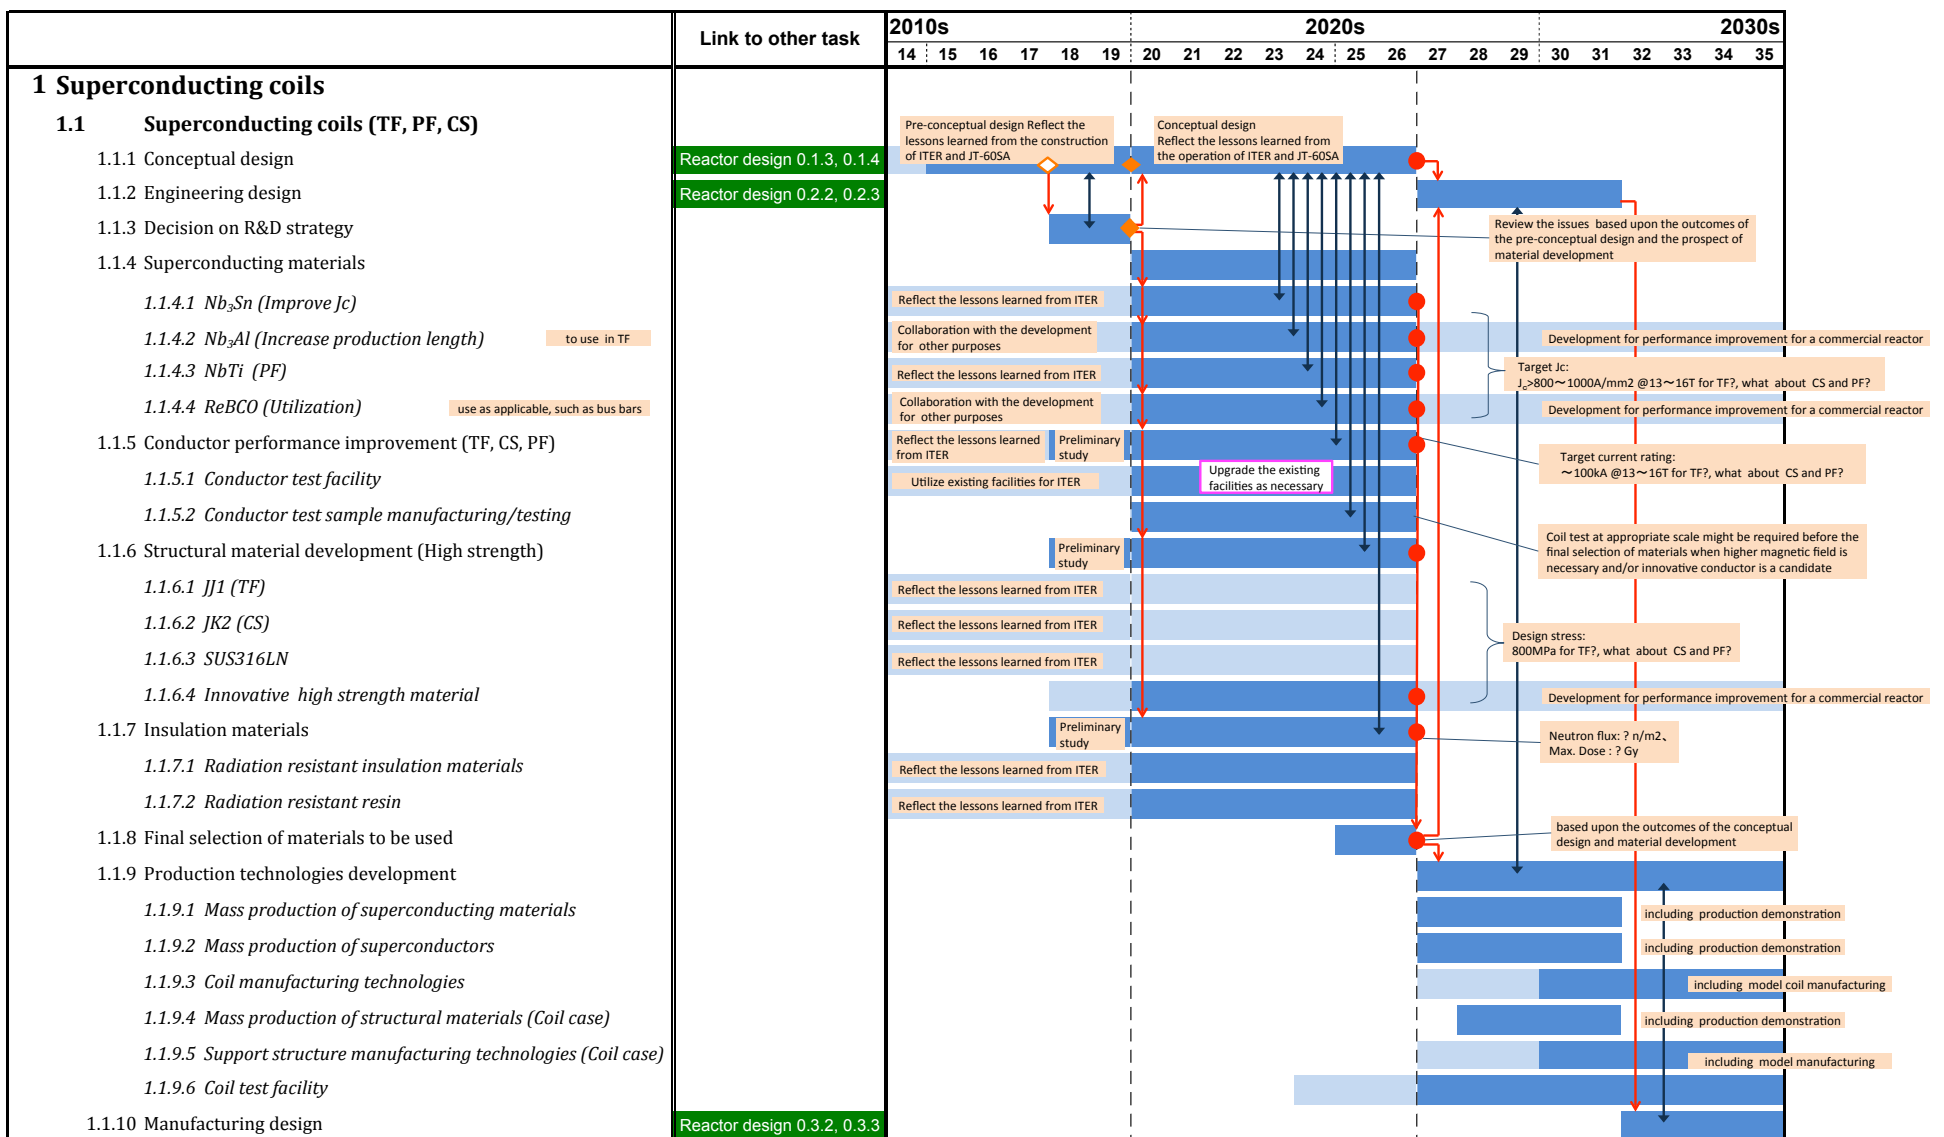 Link to other task
2010s 2020s 2030s
14 15 16 17 18 19 20 21 22 23 24 25 26 27 28 29 30 31 32 33 34 35
1 Superconducting coils
1.1 Superconducting coils (TF, PF, CS)
Pre-conceptual design Reflect the
lessons learned from the construction
of ITER and JT-60SA
Conceptual design
Reflect the lessons learned from
the operation of ITER and JT-60SA
1.1.1 Conceptual design
Reactor design 0.1.3, 0.1.4
1.1.2 Engineering design
Reactor design 0.2.2, 0.2.3
1.1.3 Decision on R&D strategy
Review the issues based upon the outcomes of
the pre-conceptual design and the prospect of
material development
1.1.4 Superconducting materials
1.1.4.1 Nb₃Sn (Improve Jc)
Reflect the lessons learned from ITER
1.1.4.2 Nb₃Al (Increase production length)
to use in TF
Collaboration with the development
for other purposes
Development for performance improvement for a commercial reactor
1.1.4.3 NbTi (PF)
Reflect the lessons learned from ITER
Target Jc:
Jc>800～1000A/mm2 @13～16T for TF?, what about CS and PF?
1.1.4.4 ReBCO (Utilization)
use as applicable, such as bus bars
Collaboration with the development
for other purposes
Development for performance improvement for a commercial reactor
1.1.5 Conductor performance improvement (TF, CS, PF)
Reflect the lessons learned
from ITER
Preliminary
study
Target current rating:
～100kA @13～16T for TF?, what about CS and PF?
1.1.5.1 Conductor test facility
Utilize existing facilities for ITER
Upgrade the existing
facilities as necessary
1.1.5.2 Conductor test sample manufacturing/testing
Coil test at appropriate scale might be required before the
final selection of materials when higher magnetic field is
necessary and/or innovative conductor is a candidate
1.1.6 Structural material development (High strength)
Preliminary
study
1.1.6.1 JJ1 (TF)
Reflect the lessons learned from ITER
1.1.6.2 JK2 (CS)
Reflect the lessons learned from ITER
Design stress:
800MPa for TF?, what about CS and PF?
1.1.6.3 SUS316LN
Reflect the lessons learned from ITER
1.1.6.4 Innovative high strength material
Development for performance improvement for a commercial reactor
1.1.7 Insulation materials
Preliminary
study
Neutron flux: ? n/m2、
Max. Dose : ? Gy
1.1.7.1 Radiation resistant insulation materials
Reflect the lessons learned from ITER
1.1.7.2 Radiation resistant resin
Reflect the lessons learned from ITER
1.1.8 Final selection of materials to be used
based upon the outcomes of the conceptual
design and material development
1.1.9 Production technologies development
1.1.9.1 Mass production of superconducting materials
including production demonstration
1.1.9.2 Mass production of superconductors
including production demonstration
1.1.9.3 Coil manufacturing technologies
including model coil manufacturing
1.1.9.4 Mass production of structural materials (Coil case)
including production demonstration
1.1.9.5 Support structure manufacturing technologies (Coil case)
including model manufacturing
1.1.9.6 Coil test facility
1.1.10 Manufacturing design
Reactor design 0.3.2, 0.3.3